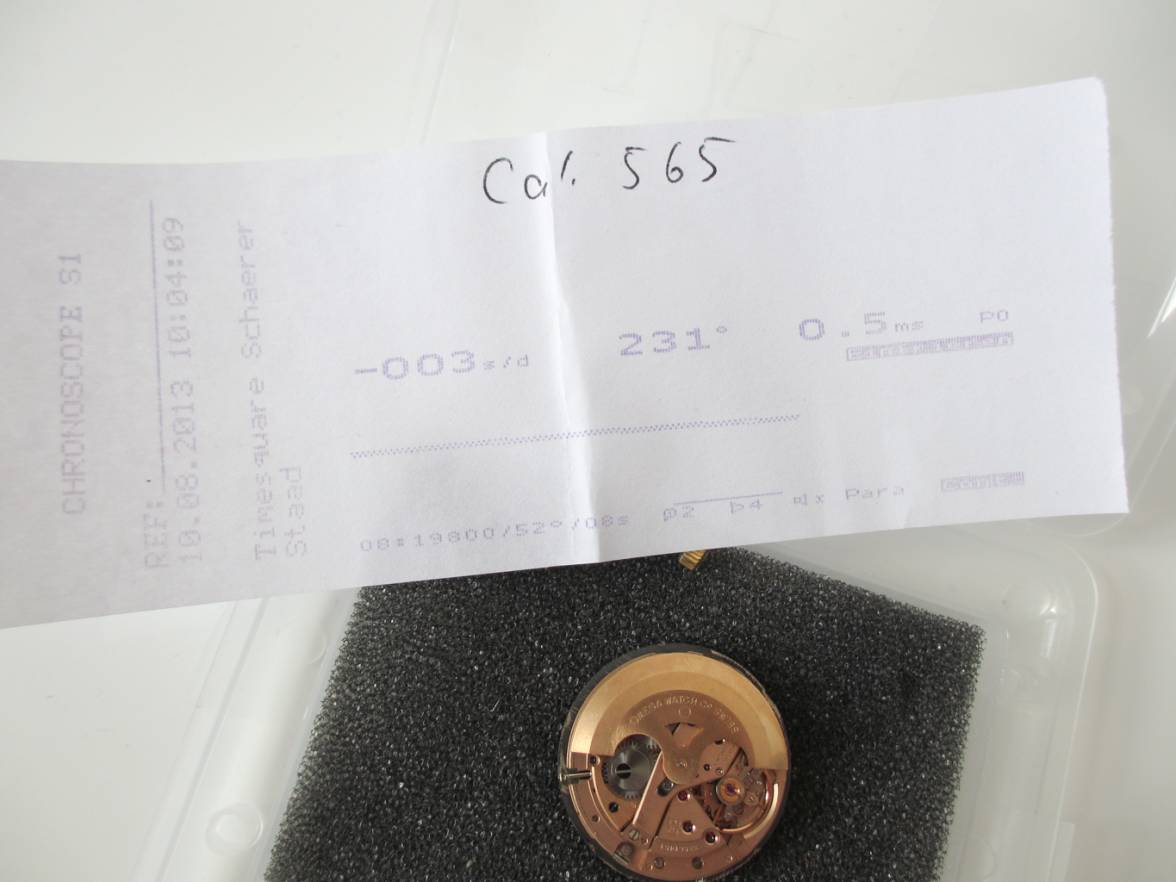 Cal. 565
CHRONOSCOPE S1
REF:
10.08.2013 10:04:09
Timesquare Schaerer
Staad
-003s/d 231° 0.5ms
08:19800/52°/08s
Para
OMEGA WATCH Co SWISS